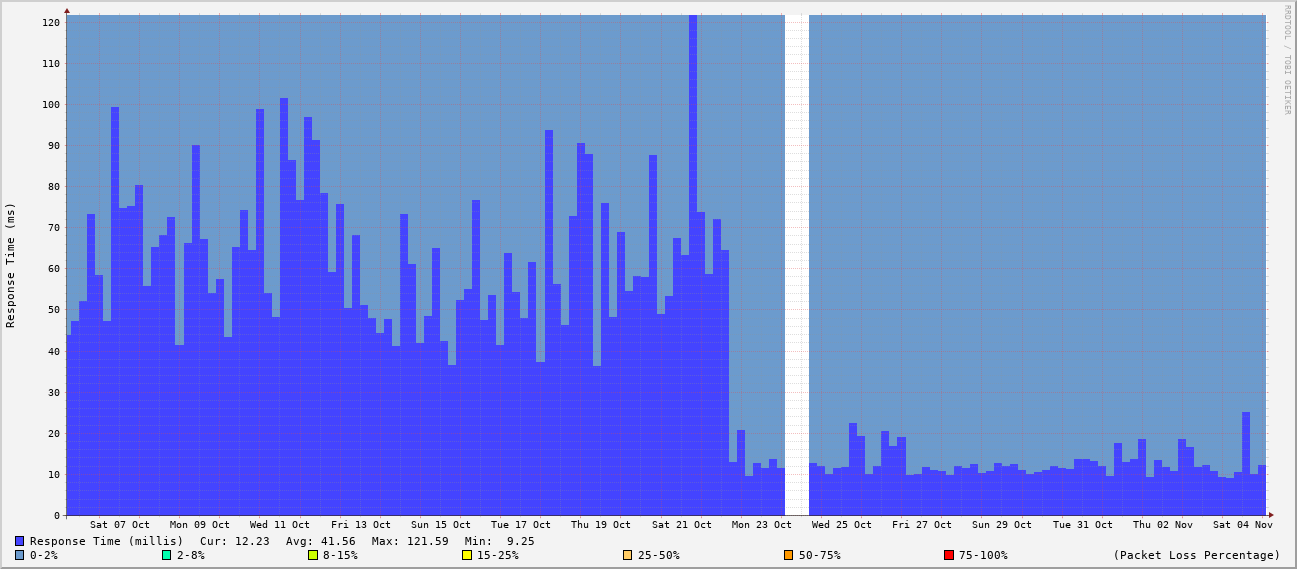 RRDTOOL / TOBI OETIKER
Response Time (ms)
120
110
100
90
80
70
60
50
40
30
20
10
0
Sat 07 Oct Mon 09 Oct Wed 11 Oct Fri 13 Oct Sun 15 Oct Tue 17 Oct Thu 19 Oct Sat 21 Oct Mon 23 Oct Wed 25 Oct Fri 27 Oct Sun 29 Oct Tue 31 Oct Thu 02 Nov Sat 04 Nov
Response Time (millis) Cur: 12.23 Avg: 41.56 Max: 121.59 Min: 9.25
0-2% 2-8% 8-15% 15-25% 25-50% 50-75% 75-100% (Packet Loss Percentage)